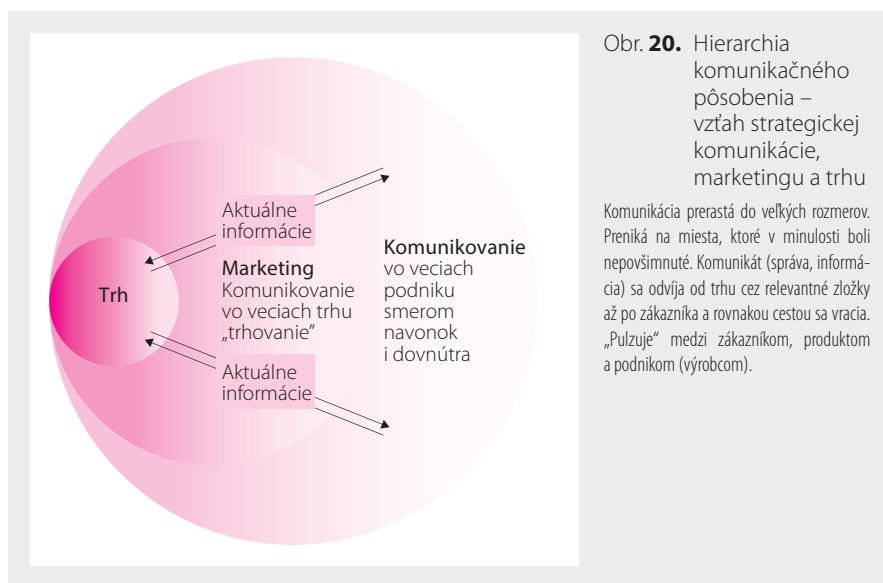 Trh
Aktuálne
informácie
Marketing
Komunikovanie
vo veciach trhu
„trhovanie”
Aktuálne
informácie
Komunikovanie
vo veciach
podniku
smerom
navonok
i dovnútra
Obr. 20. Hierarchia
komunikačného
pôsobenia –
vzťah strategickej
komunikácie,
marketingu a trhu
Komunikácia prerastá do veľkých rozmerov.
Preniká na miesta, ktoré v minulosti boli
nepovšimnuté. Komunikát (správa, informá-
cia) sa odvíja od trhu cez relevantné zložky
až po zákazníka a rovnakou cestou sa vracia.
„Pulzuje“ medzi zákazníkom, produktom
a podnikom (výrobcom).